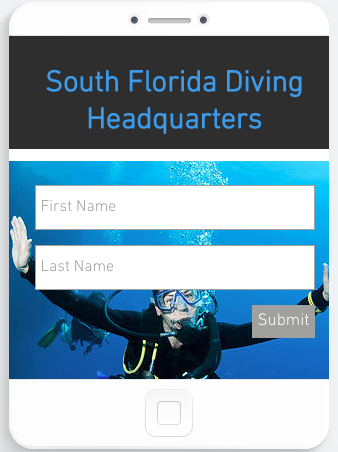 South Florida Diving
Headquarters
First Name
Last Name
Submit